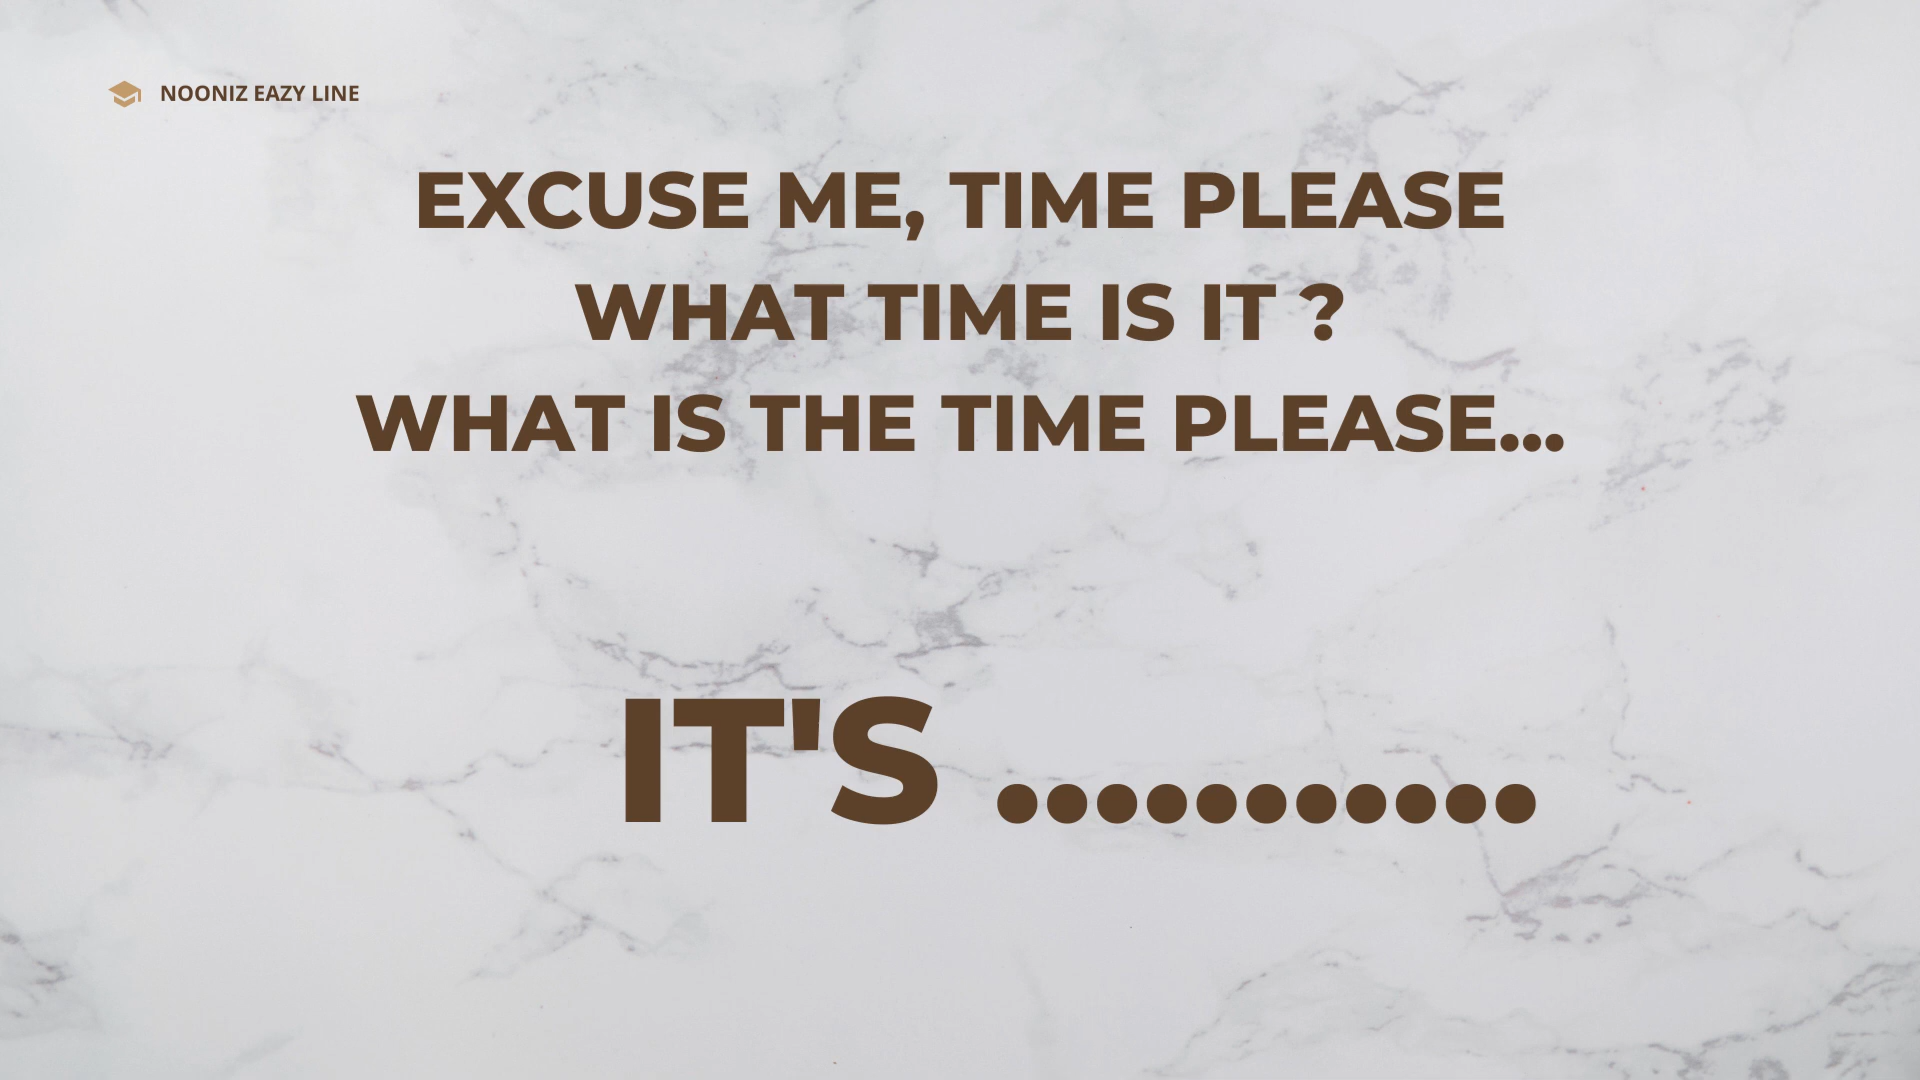 NOONIZ EAZY LINE
EXCUSE ME, TIME PLEASE
WHAT TIME IS IT ?
WHAT IS THE TIME PLEASE...
IT'S ...........